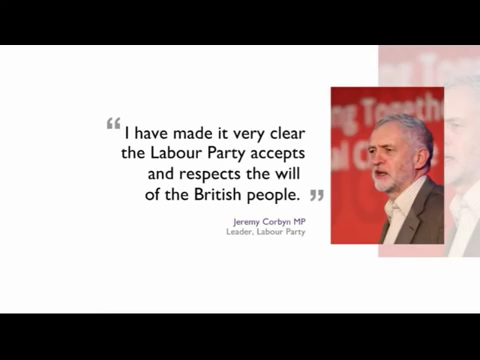 “ I have made it very clear
the Labour Party accepts
and respects the will
of the British people. ”
Jeremy Corbyn MP
Leader, Labour Party